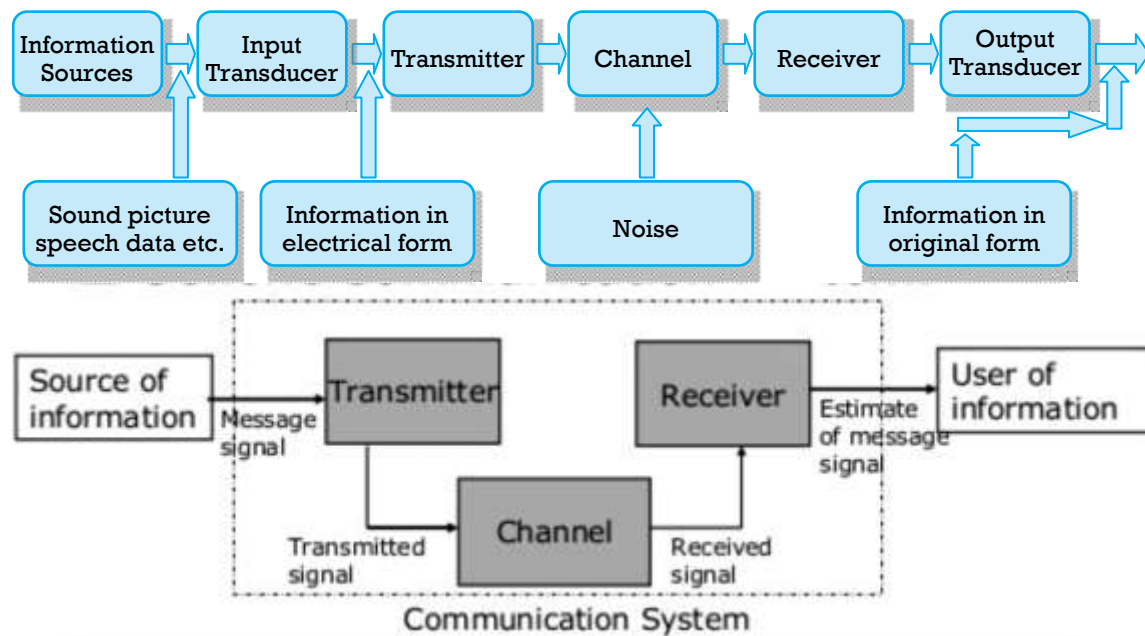 Information
Sources
Input
Transducer
Transmitter
Channel
Receiver
Output
Transducer
Sound picture
speech data etc.
Information in
electrical form
Noise
Information in
original form
Source of
information
Message
signal
Transmitter
Transmitted
signal
Channel
Received
signal
Receiver
Estimate
of message
signal
User of
information
Communication System